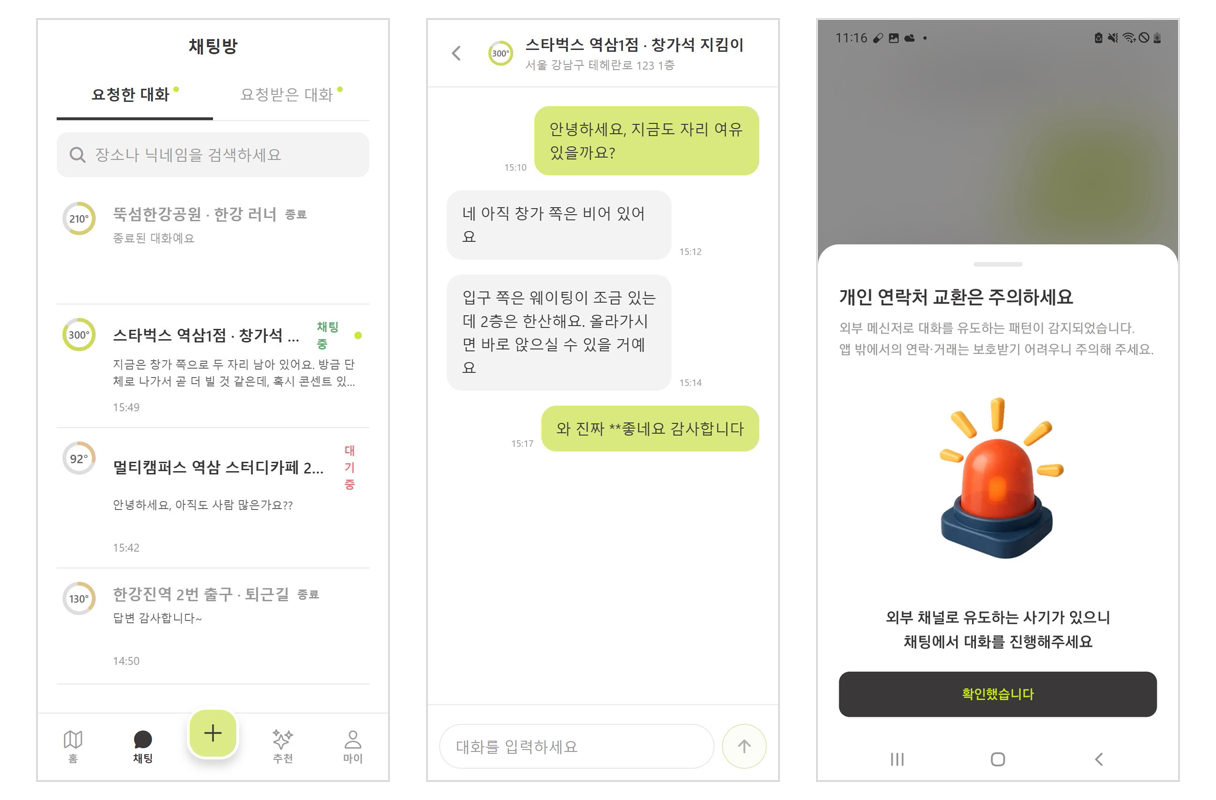 채팅방
요청한 대화
요청받은 대화
장소나 닉네임을 검색하세요
210°
뚝섬한강공원 · 한강 러너 종료
종료된 대화예요
300°
스타벅스 역삼1점 · 창가석 ...
채팅
중
지금은 창가 쪽으로 두 자리 남아 있어요. 방금 단
체로 나가서 곧 더 빌 것 같은데, 혹시 콘센트 있...
15:49
92°
멀티캠퍼스 역삼 스터디카페 2...
대
기
중
안녕하세요, 아직도 사람 많은가요??
15:42
130°
한강진역 2번 출구 · 퇴근길 종료
답변 감사합니다~
14:50
홈
채팅
추천
마이
300°
스타벅스 역삼1점 · 창가석 지킴이
서울 강남구 테헤란로 123 1층
안녕하세요, 지금도 자리 여유
있을까요?
15:10
네 아직 창가 쪽은 비어 있어
요
15:12
입구 쪽은 웨이팅이 조금 있는
데 2층은 한산해요. 올라가시
면 바로 앉으실 수 있을 거예
요
15:14
와 진짜 **좋네요 감사합니다
15:17
대화를 입력하세요
11:16
개인 연락처 교환은 주의하세요
외부 메신저로 대화를 유도하는 패턴이 감지되었습니다.
앱 밖에서의 연락·거래는 보호받기 어려우니 주의해 주세요.
외부 채널로 유도하는 사기가 있으니
채팅에서 대화를 진행해주세요
확인했습니다